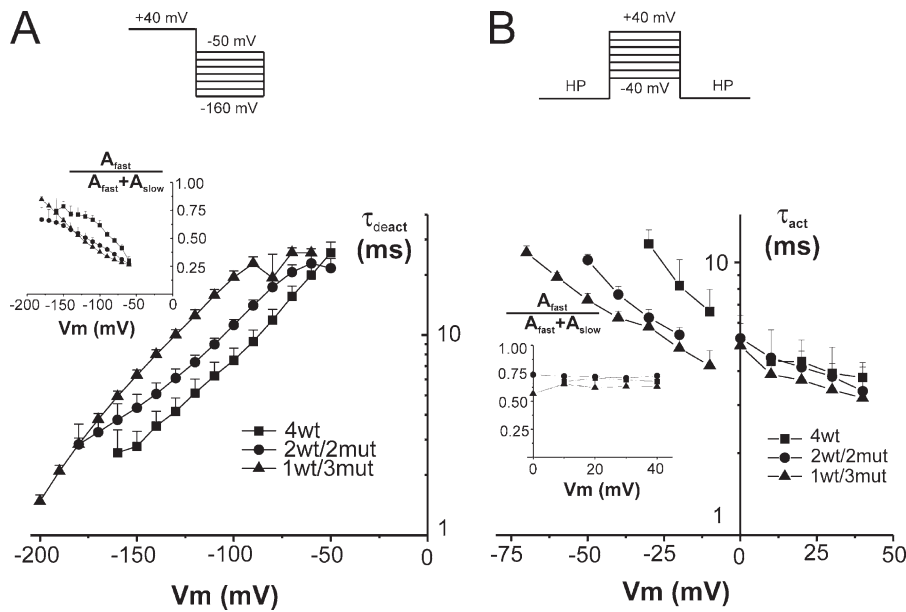 A
+40 mV
-50 mV
-160 mV
A_fast
A_fast+A_slow
1.00
0.75
0.50
0.25
-200 -150 -100 -50 0
Vm (mV)
τ_deact
(ms)
10
1
4wt
2wt/2mut
1wt/3mut
-200 -150 -100 -50 0
Vm (mV)
B
+40 mV
HP
-40 mV
HP
τ_act
(ms)
10
1
A_fast
A_fast+A_slow
1.00
0.75
0.50
0.25
0 20 40
Vm (mV)
4wt
2wt/2mut
1wt/3mut
-75 -50 -25 0 25 50
Vm (mV)